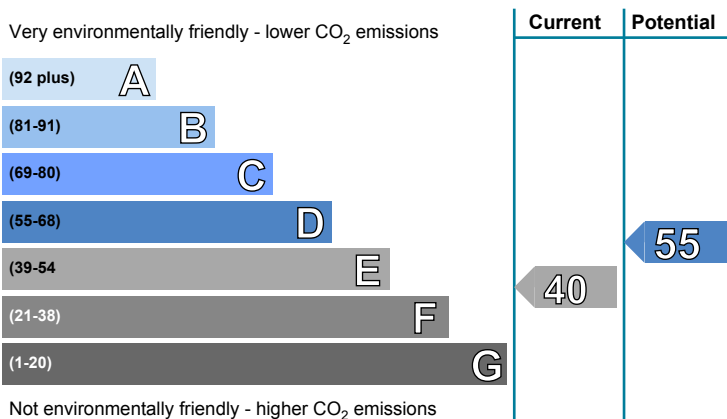 Very environmentally friendly - lower CO2 emissions
Current
Potential
(92 plus) A
(81-91) B
(69-80) C
(55-68) D
55
(39-54 E
40
(21-38) F
(1-20) G
Not environmentally friendly - higher CO2 emissions